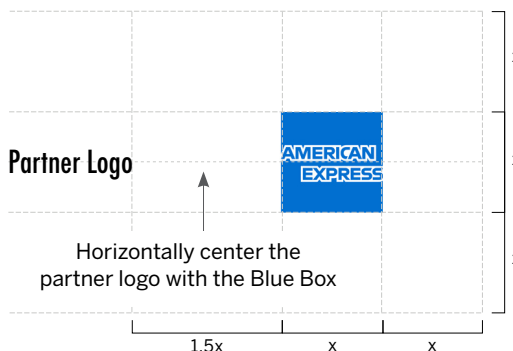 Partner Logo
AMERICAN
EXPRESS
Horizontally center the
partner logo with the Blue Box
1.5x
x
x